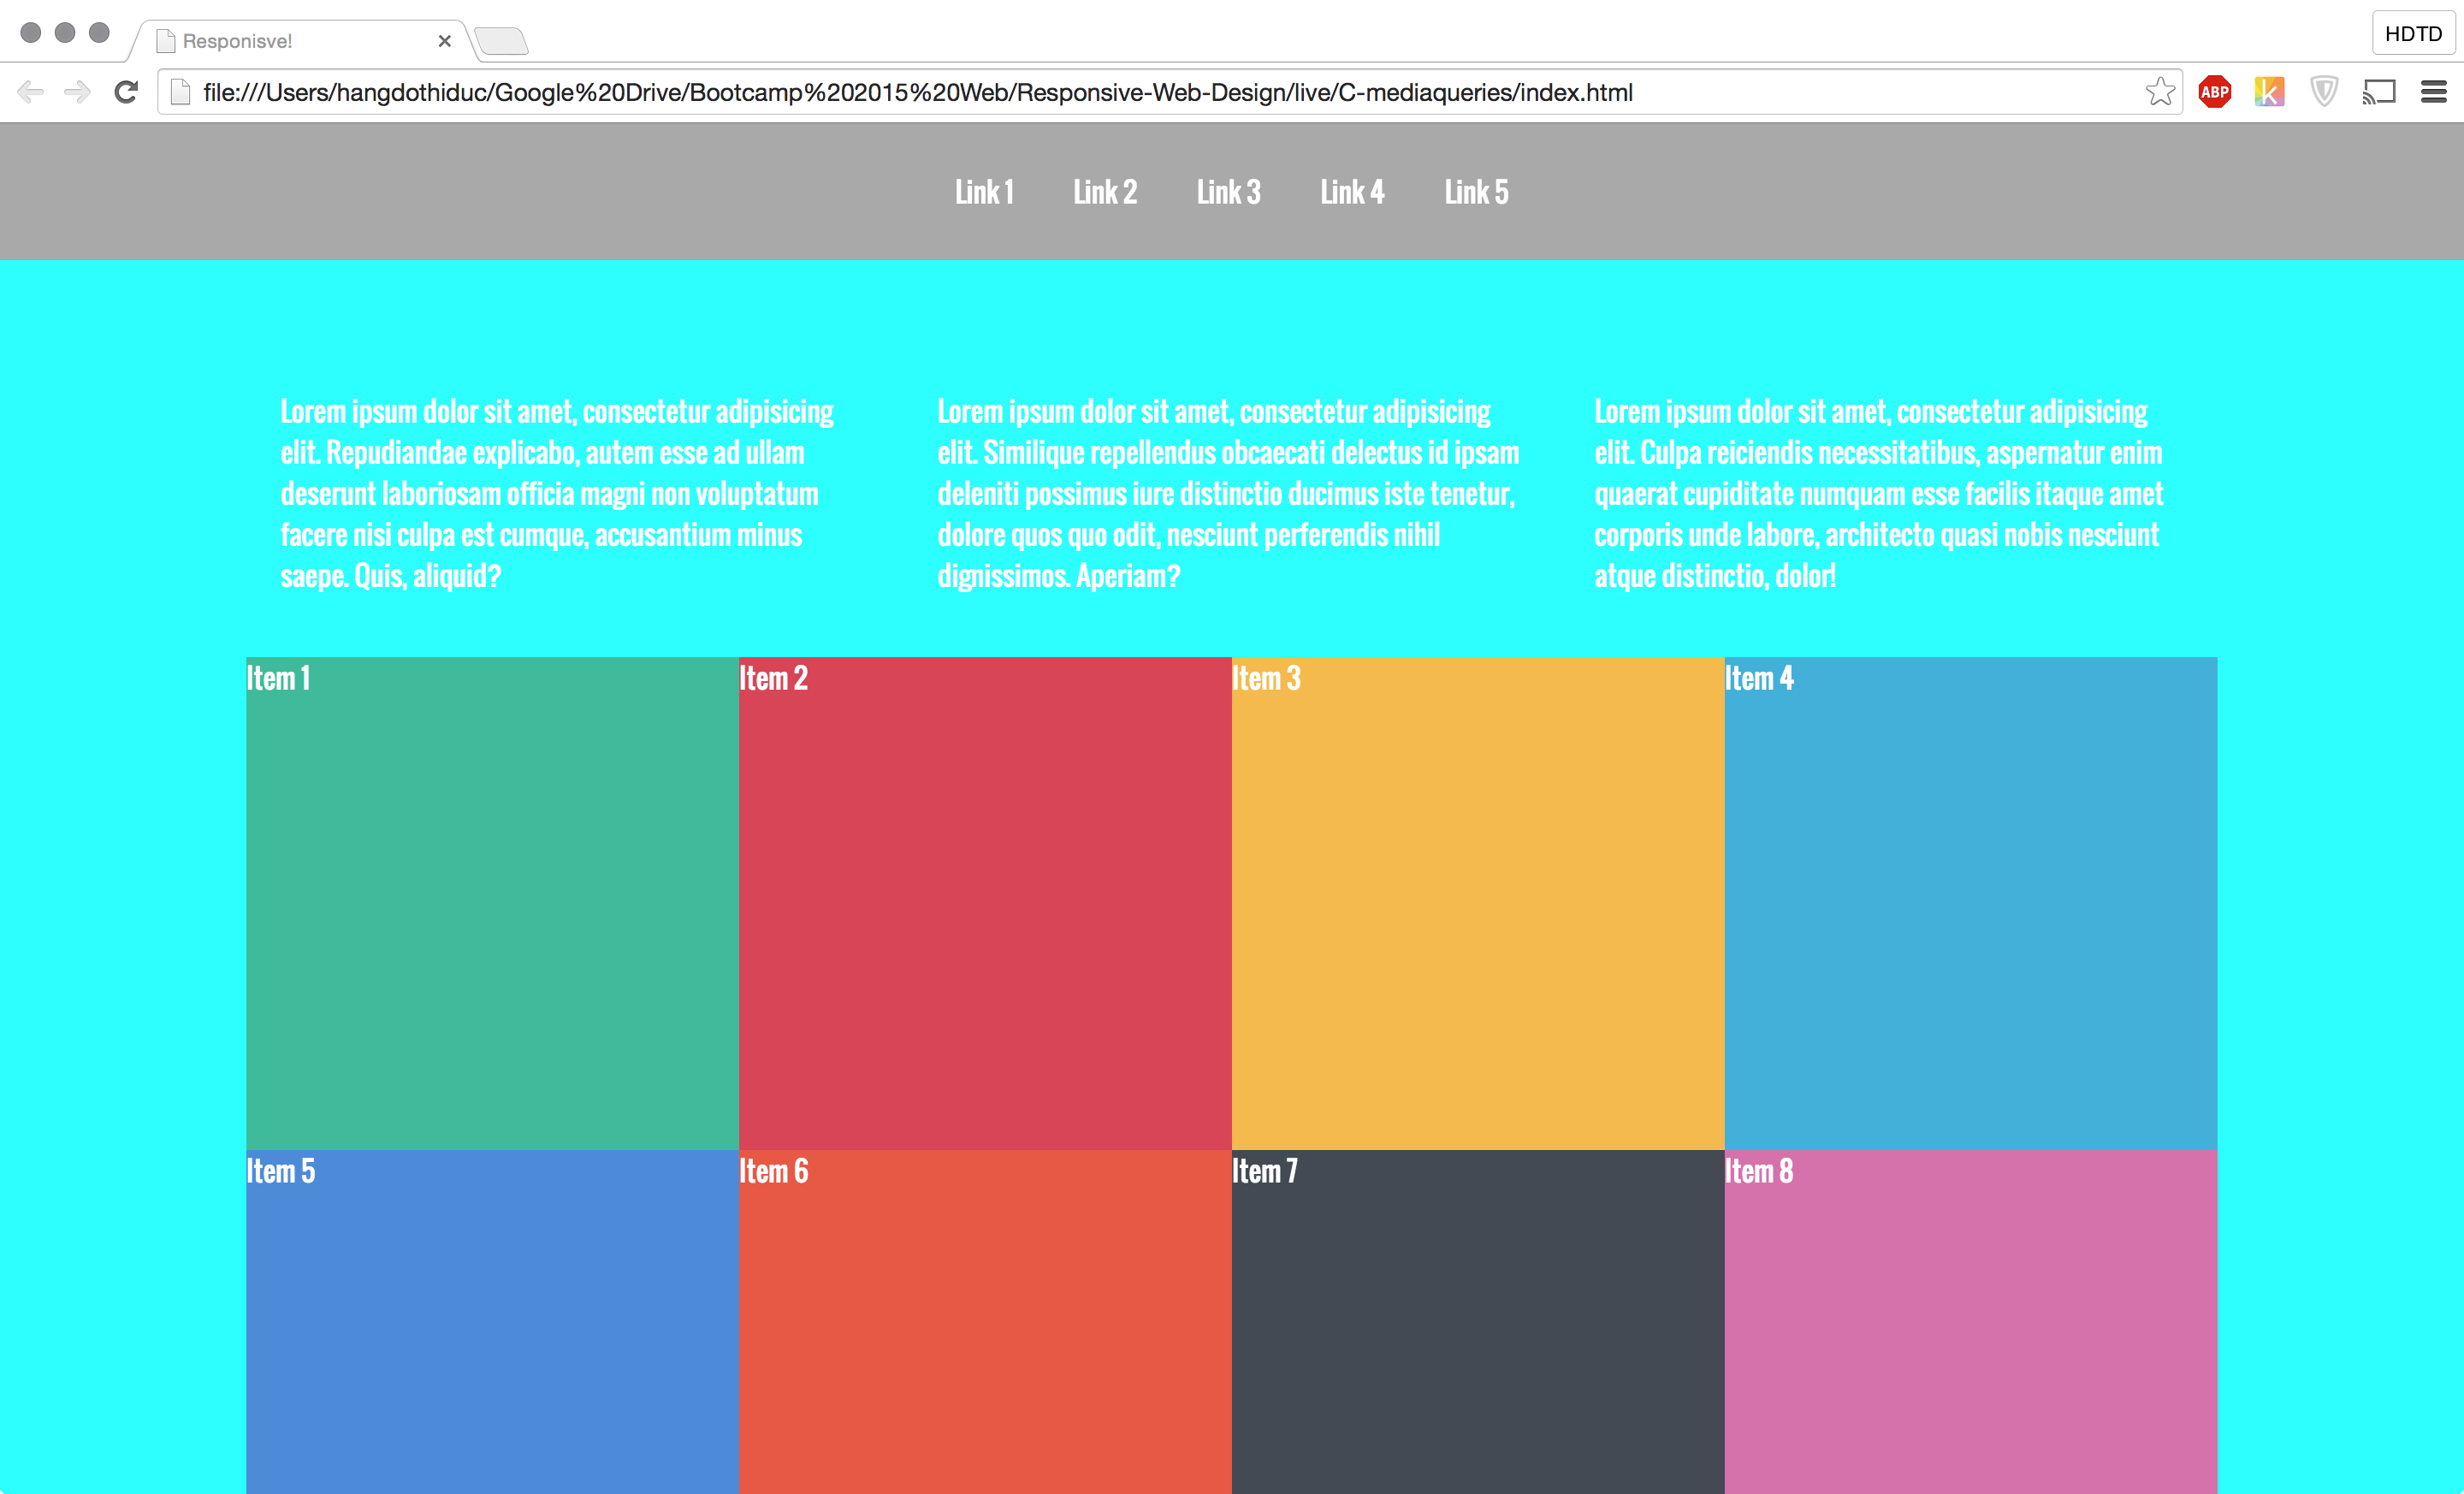 Responisve!
HDTD
file:///Users/hangdothiduc/Google%20Drive/Bootcamp%202015%20Web/Responsive-Web-Design/live/C-mediaqueries/index.html
ABP
k
Link 1 Link 2 Link 3 Link 4 Link 5
Lorem ipsum dolor sit amet, consectetur adipisicing
elit. Repudiandae explicabo, autem esse ad ullam
deserunt laboriosam officia magni non voluptatum
facere nisi culpa est cumque, accusantium minus
saepe. Quis, aliquid?
Lorem ipsum dolor sit amet, consectetur adipisicing
elit. Similique repellendus obcaecati delectus id ipsam
deleniti possimus iure distinctio ducimus iste tenetur,
dolore quos quo odit, nesciunt perferendis nihil
dignissimos. Aperiam?
Lorem ipsum dolor sit amet, consectetur adipisicing
elit. Culpa reiciendis necessitatibus, aspernatur enim
quaerat cupiditate numquam esse facilis itaque amet
corporis unde labore, architecto quasi nobis nesciunt
atque distinctio, dolor!
Item 1
Item 2
Item 3
Item 4
Item 5
Item 6
Item 7
Item 8